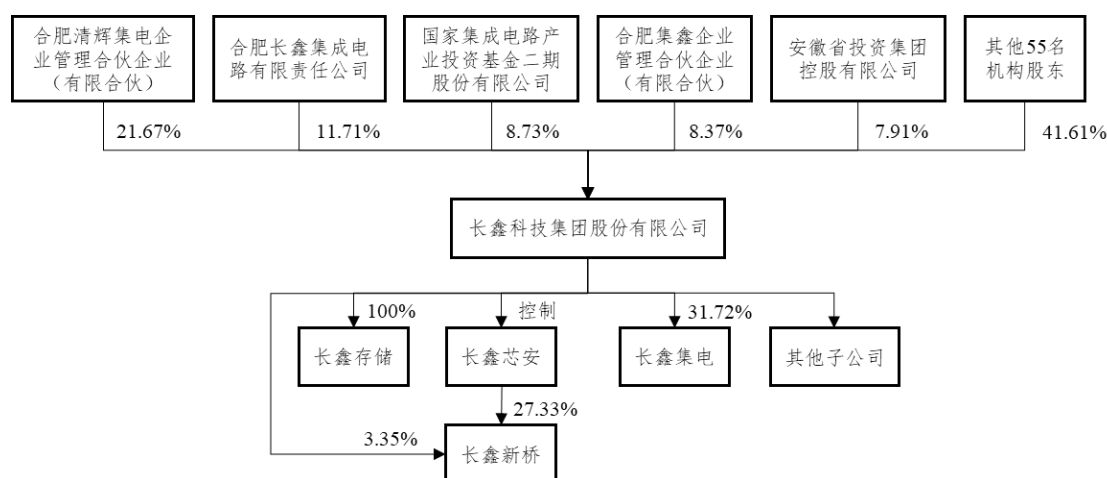 合肥清辉集电企
业管理合伙企业
（有限合伙）
合肥长鑫集成电
路有限责任公司
国家集成电路产
业投资基金二期
股份有限公司
合肥集鑫企业
管理合伙企业
（有限合伙）
安徽省投资集团
控股有限公司
其他55名
机构股东
21.67%
11.71%
8.73%
8.37%
7.91%
41.61%
长鑫科技集团股份有限公司
100%
控制
31.72%
长鑫存储
长鑫芯安
长鑫集电
其他子公司
27.33%
3.35%
长鑫新桥